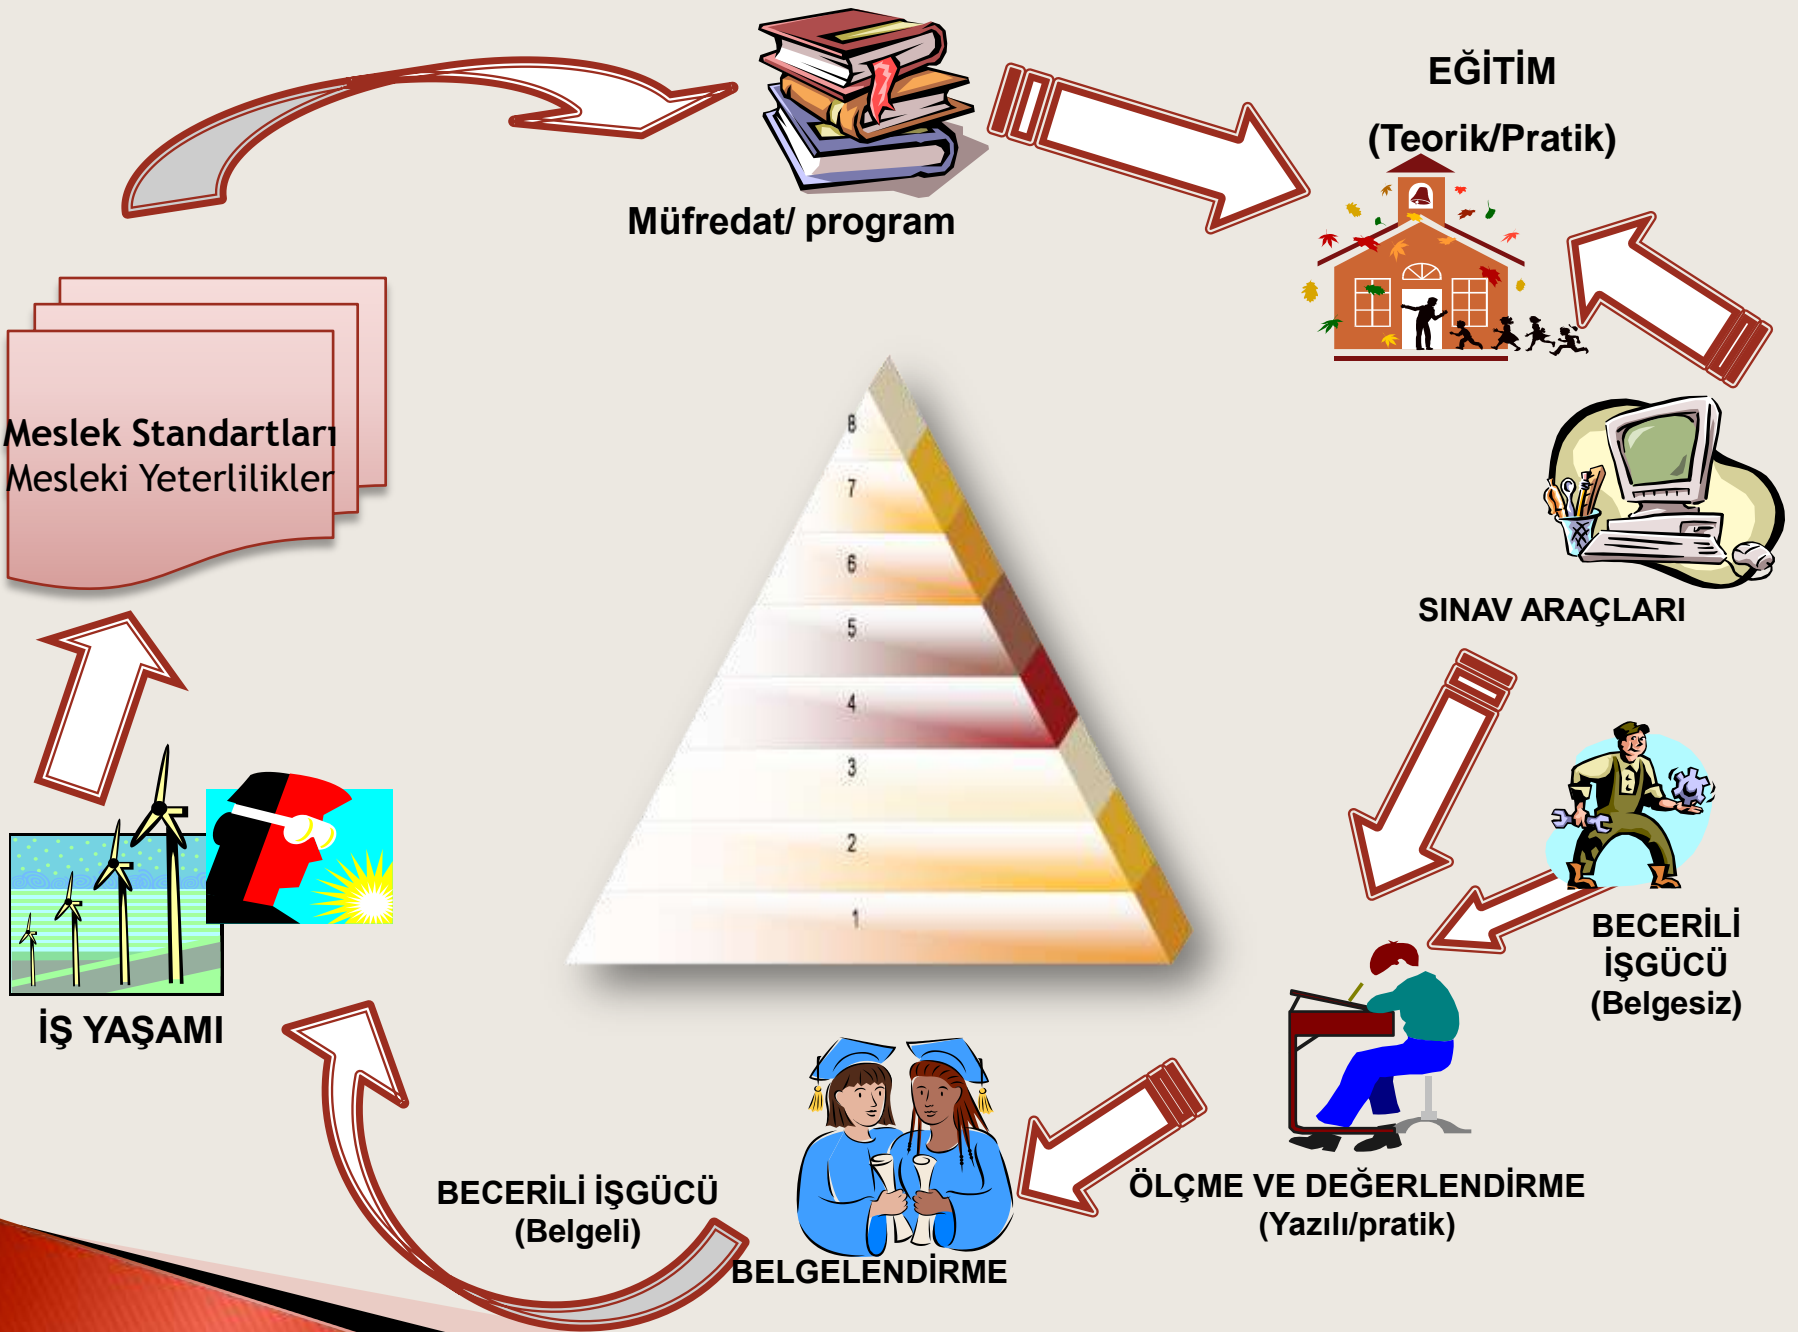 EĞİTİM
(Teorik/Pratik)
Müfredat/ program
Meslek Standartları
Mesleki Yeterlilikler
8
7
6
5
4
3
2
1
SINAV ARAÇLARI
BECERİLİ
İŞGÜCÜ
(Belgesiz)
İŞ YAŞAMI
ÖLÇME VE DEĞERLENDİRME
(Yazılı/pratik)
BECERİLİ İŞGÜCÜ
(Belgeli)
BELGELENDİRME